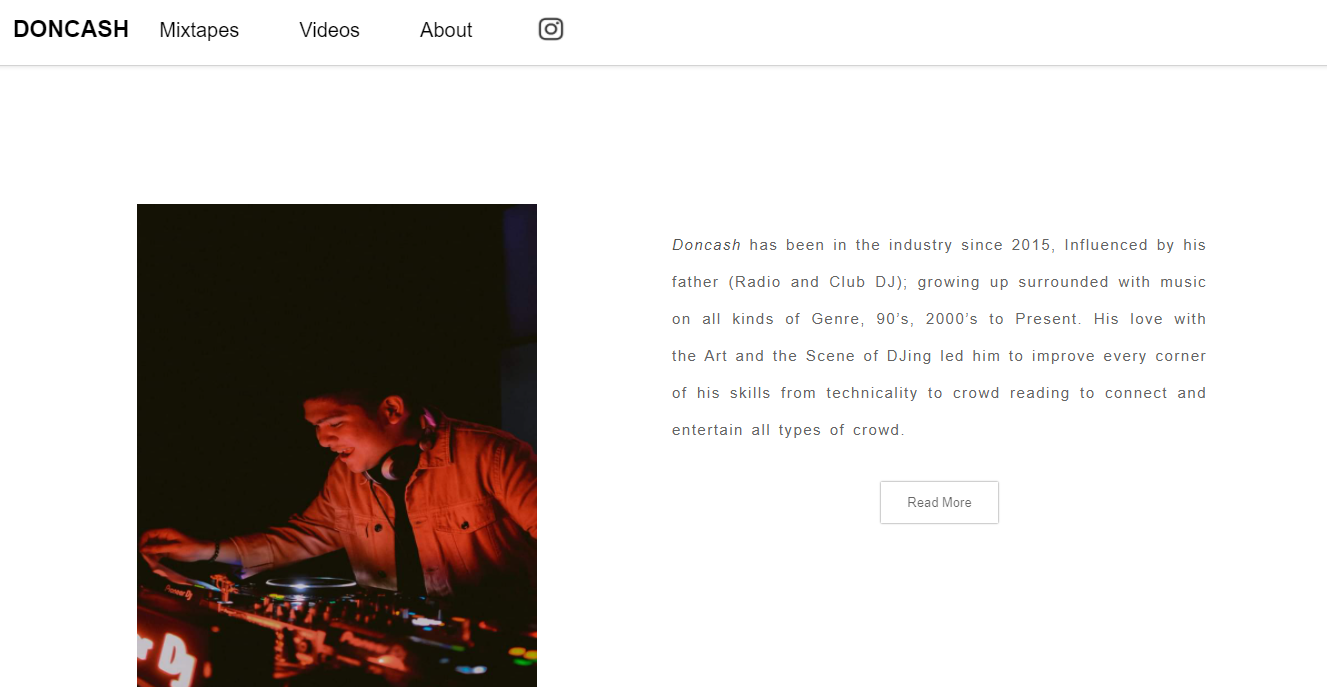 DONCASH Mixtapes Videos About
Doncash has been in the industry since 2015, Influenced by his
father (Radio and Club DJ); growing up surrounded with music
on all kinds of Genre, 90’s, 2000’s to Present. His love with
the Art and the Scene of DJing led him to improve every corner
of his skills from technicality to crowd reading to connect and
entertain all types of crowd.
Read More
Pioneer Dj
r DJ